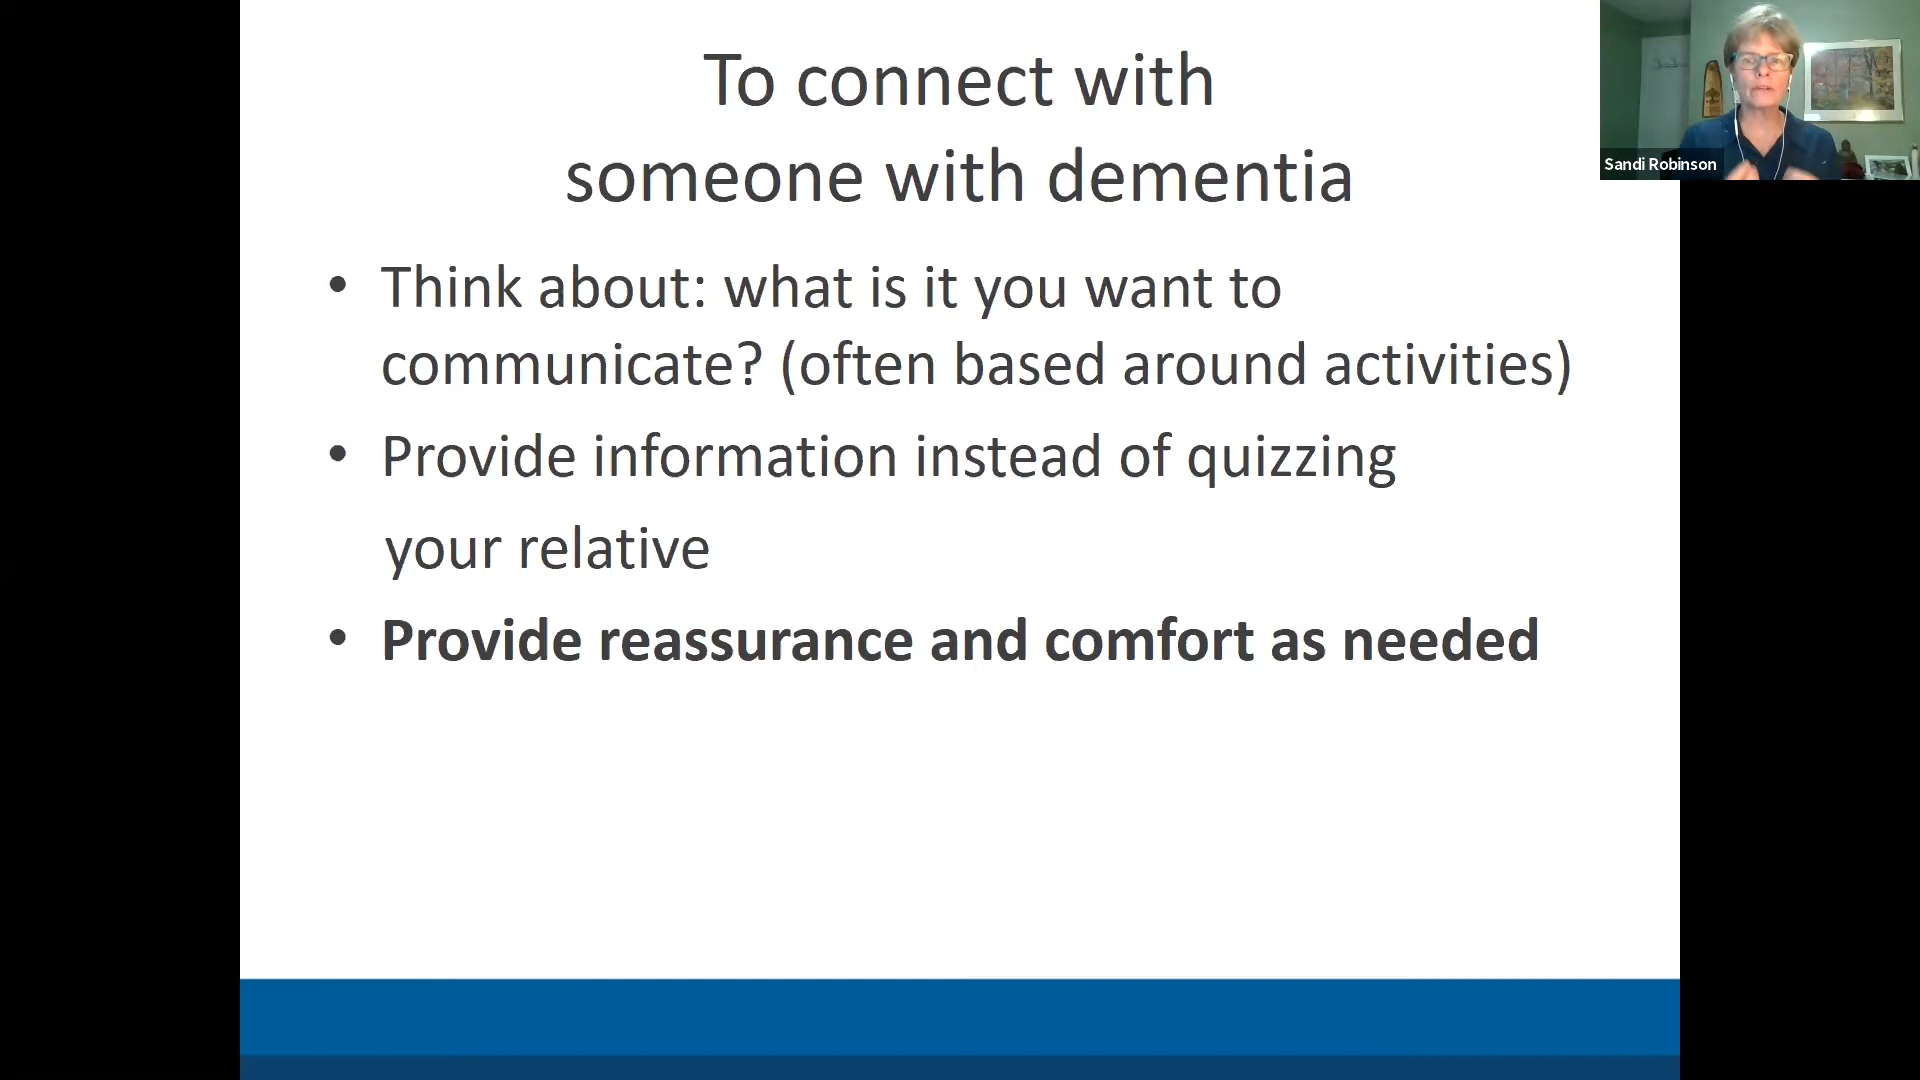 To connect with
someone with dementia
• Think about: what is it you want to
communicate? (often based around activities)
• Provide information instead of quizzing
your relative
• Provide reassurance and comfort as needed
Sandi Robinson